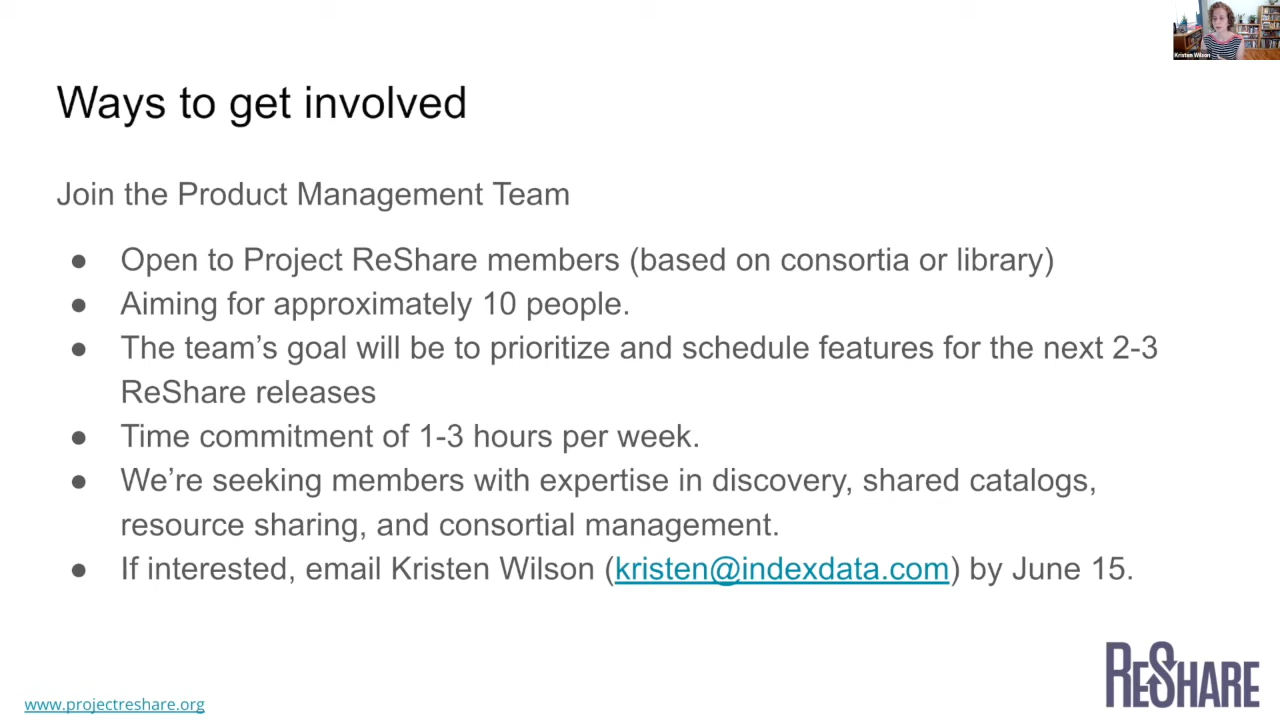 Kristen Wilson
Ways to get involved
Join the Product Management Team
● Open to Project ReShare members (based on consortia or library)
● Aiming for approximately 10 people.
● The team’s goal will be to prioritize and schedule features for the next 2-3
ReShare releases
● Time commitment of 1-3 hours per week.
● We’re seeking members with expertise in discovery, shared catalogs,
resource sharing, and consortial management.
● If interested, email Kristen Wilson (kristen@indexdata.com) by June 15.
RESHARE
www.projectreshare.org